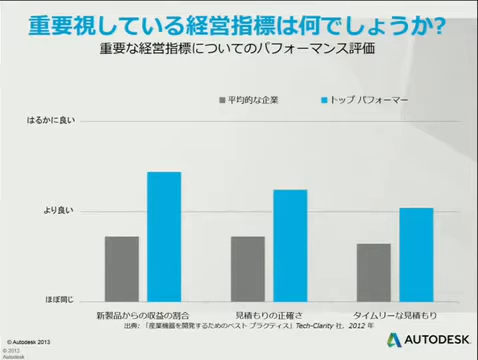 重要視している経営指標は何でしょうか?
重要な経営指標についてのパフォーマンス評価
平均的な企業 トップ パフォーマー
はるかに良い
より良い
ほぼ同じ
新製品からの収益の割合 見積もりの正確さ タイムリーな見積もり
出典: 「産業機器を開発するためのベスト プラクティス」 Tech-Clarity 社, 2012 年
© Autodesk 2013
AUTODESK.
© 2013
Autodesk